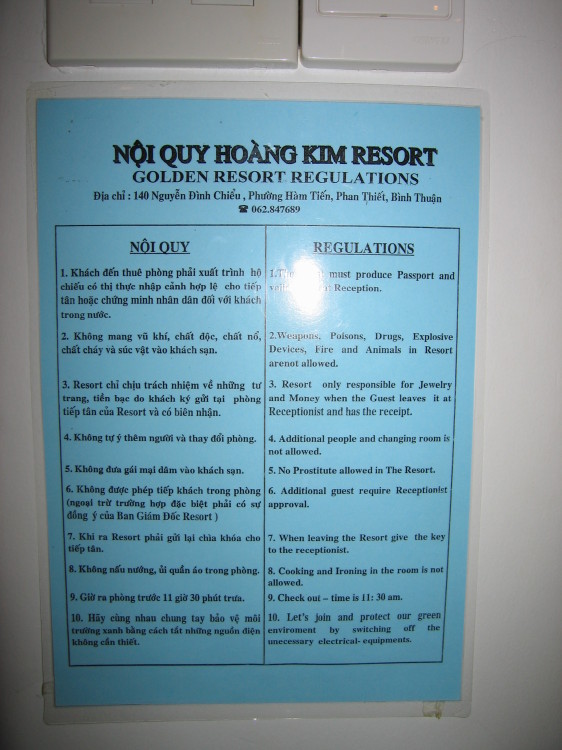 NỘI QUY HOÀNG KIM RESORT
GOLDEN RESORT REGULATIONS
Địa chỉ : 140 Nguyễn Đình Chiểu , Phường Hàm Tiến, Phan Thiết, Bình Thuận
☎ 062.847689
NỘI QUY
1. Khách đến thuê phòng phải xuất trình hộ
chiếu có thị thực nhập cảnh hợp lệ cho tiếp
tân hoặc chứng minh nhân dân đối với khách
trong nước.
2. Không mang vũ khí, chất độc, chất nổ,
chất cháy và súc vật vào khách sạn.
3. Resort chỉ chịu trách nhiệm về những tư
trang, tiền bạc do khách ký gửi tại phòng
tiếp tân của Resort và có biên nhận.
4. Không tự ý thêm người và thay đổi phòng.
5. Không đưa gái mại dâm vào khách sạn.
6. Không được phép tiếp khách trong phòng
(ngoại trừ trường hợp đặc biệt phải có sự
đồng ý của Ban Giám Đốc Resort )
7. Khi ra Resort phải gửi lại chìa khóa cho
tiếp tân.
8. Không nấu nướng, ủi quần áo trong phòng.
9. Giờ ra phòng trước 11 giờ 30 phút trưa.
10. Hãy cùng nhau chung tay bảo vệ môi
trường xanh bằng cách tắt những nguồn điện
không cần thiết.
REGULATIONS
must produce Passport and
Reception.
2.Weapons, Poisons, Drugs, Explosive
Devices, Fire and Animals in Resort
arenot allowed.
3. Resort only responsible for Jewelry
and Money when the Guest leaves it at
Receptionist and has the receipt.
4. Additional people and changing room is
not allowed.
5. No Prostitute allowed in The Resort.
6. Additional guest require Receptionist
approval.
7. When leaving the Resort give the key
to the receptionist.
8. Cooking and Ironing in the room is not
allowed.
9. Check out – time is 11: 30 am.
10. Let's join and protect our green
enviroment by switching off the
unecessary electrical- equipments.